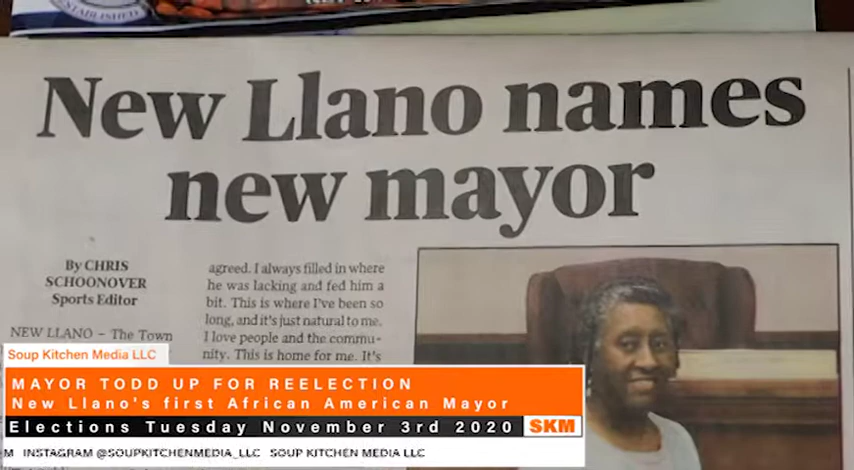 ESTABLISHED
New Llano names
new mayor
By CHRIS
SCHOONOVER
Sports Editor
NEW LLANO – The Town
agreed. I always filled in where
he was lacking and fed him a
bit. This is where I've been so
long, and it's just natural to me.
I love people and the commu-
nity. This is home for me. It's
Soup Kitchen Media LLC
MAYOR TODD UP FOR REELECTION
New Llano's first African American Mayor
Elections Tuesday November 3rd 2020
SKM
M INSTAGRAM @SOUPKITCHENMEDIA_LLC SOUP KITCHEN MEDIA LLC